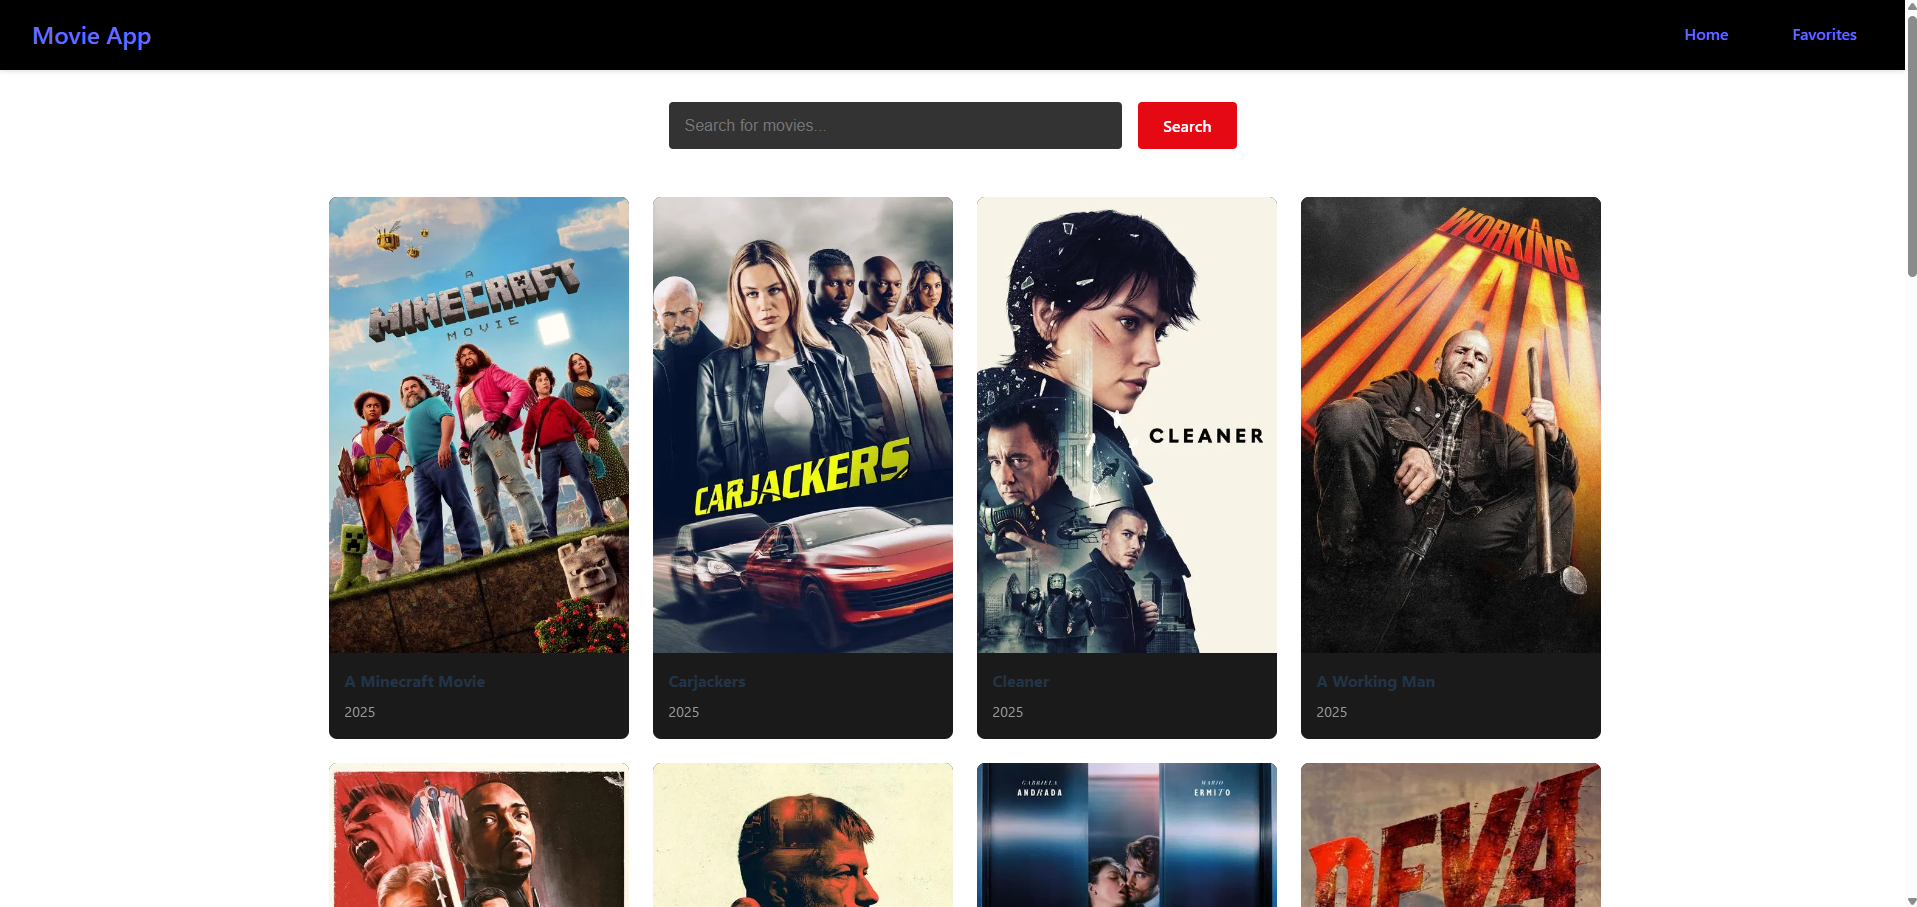 Movie App
Home
Favorites
Search for movies...
Search
A
MINECRAFT
MOVIE
CARJACKERS
CLEANER
A
WORKING
MAN
A Minecraft Movie
2025
Carjackers
2025
Cleaner
2025
A Working Man
2025
GABRIELA
ANDRADA
MARIO
ERMITO
DEVA